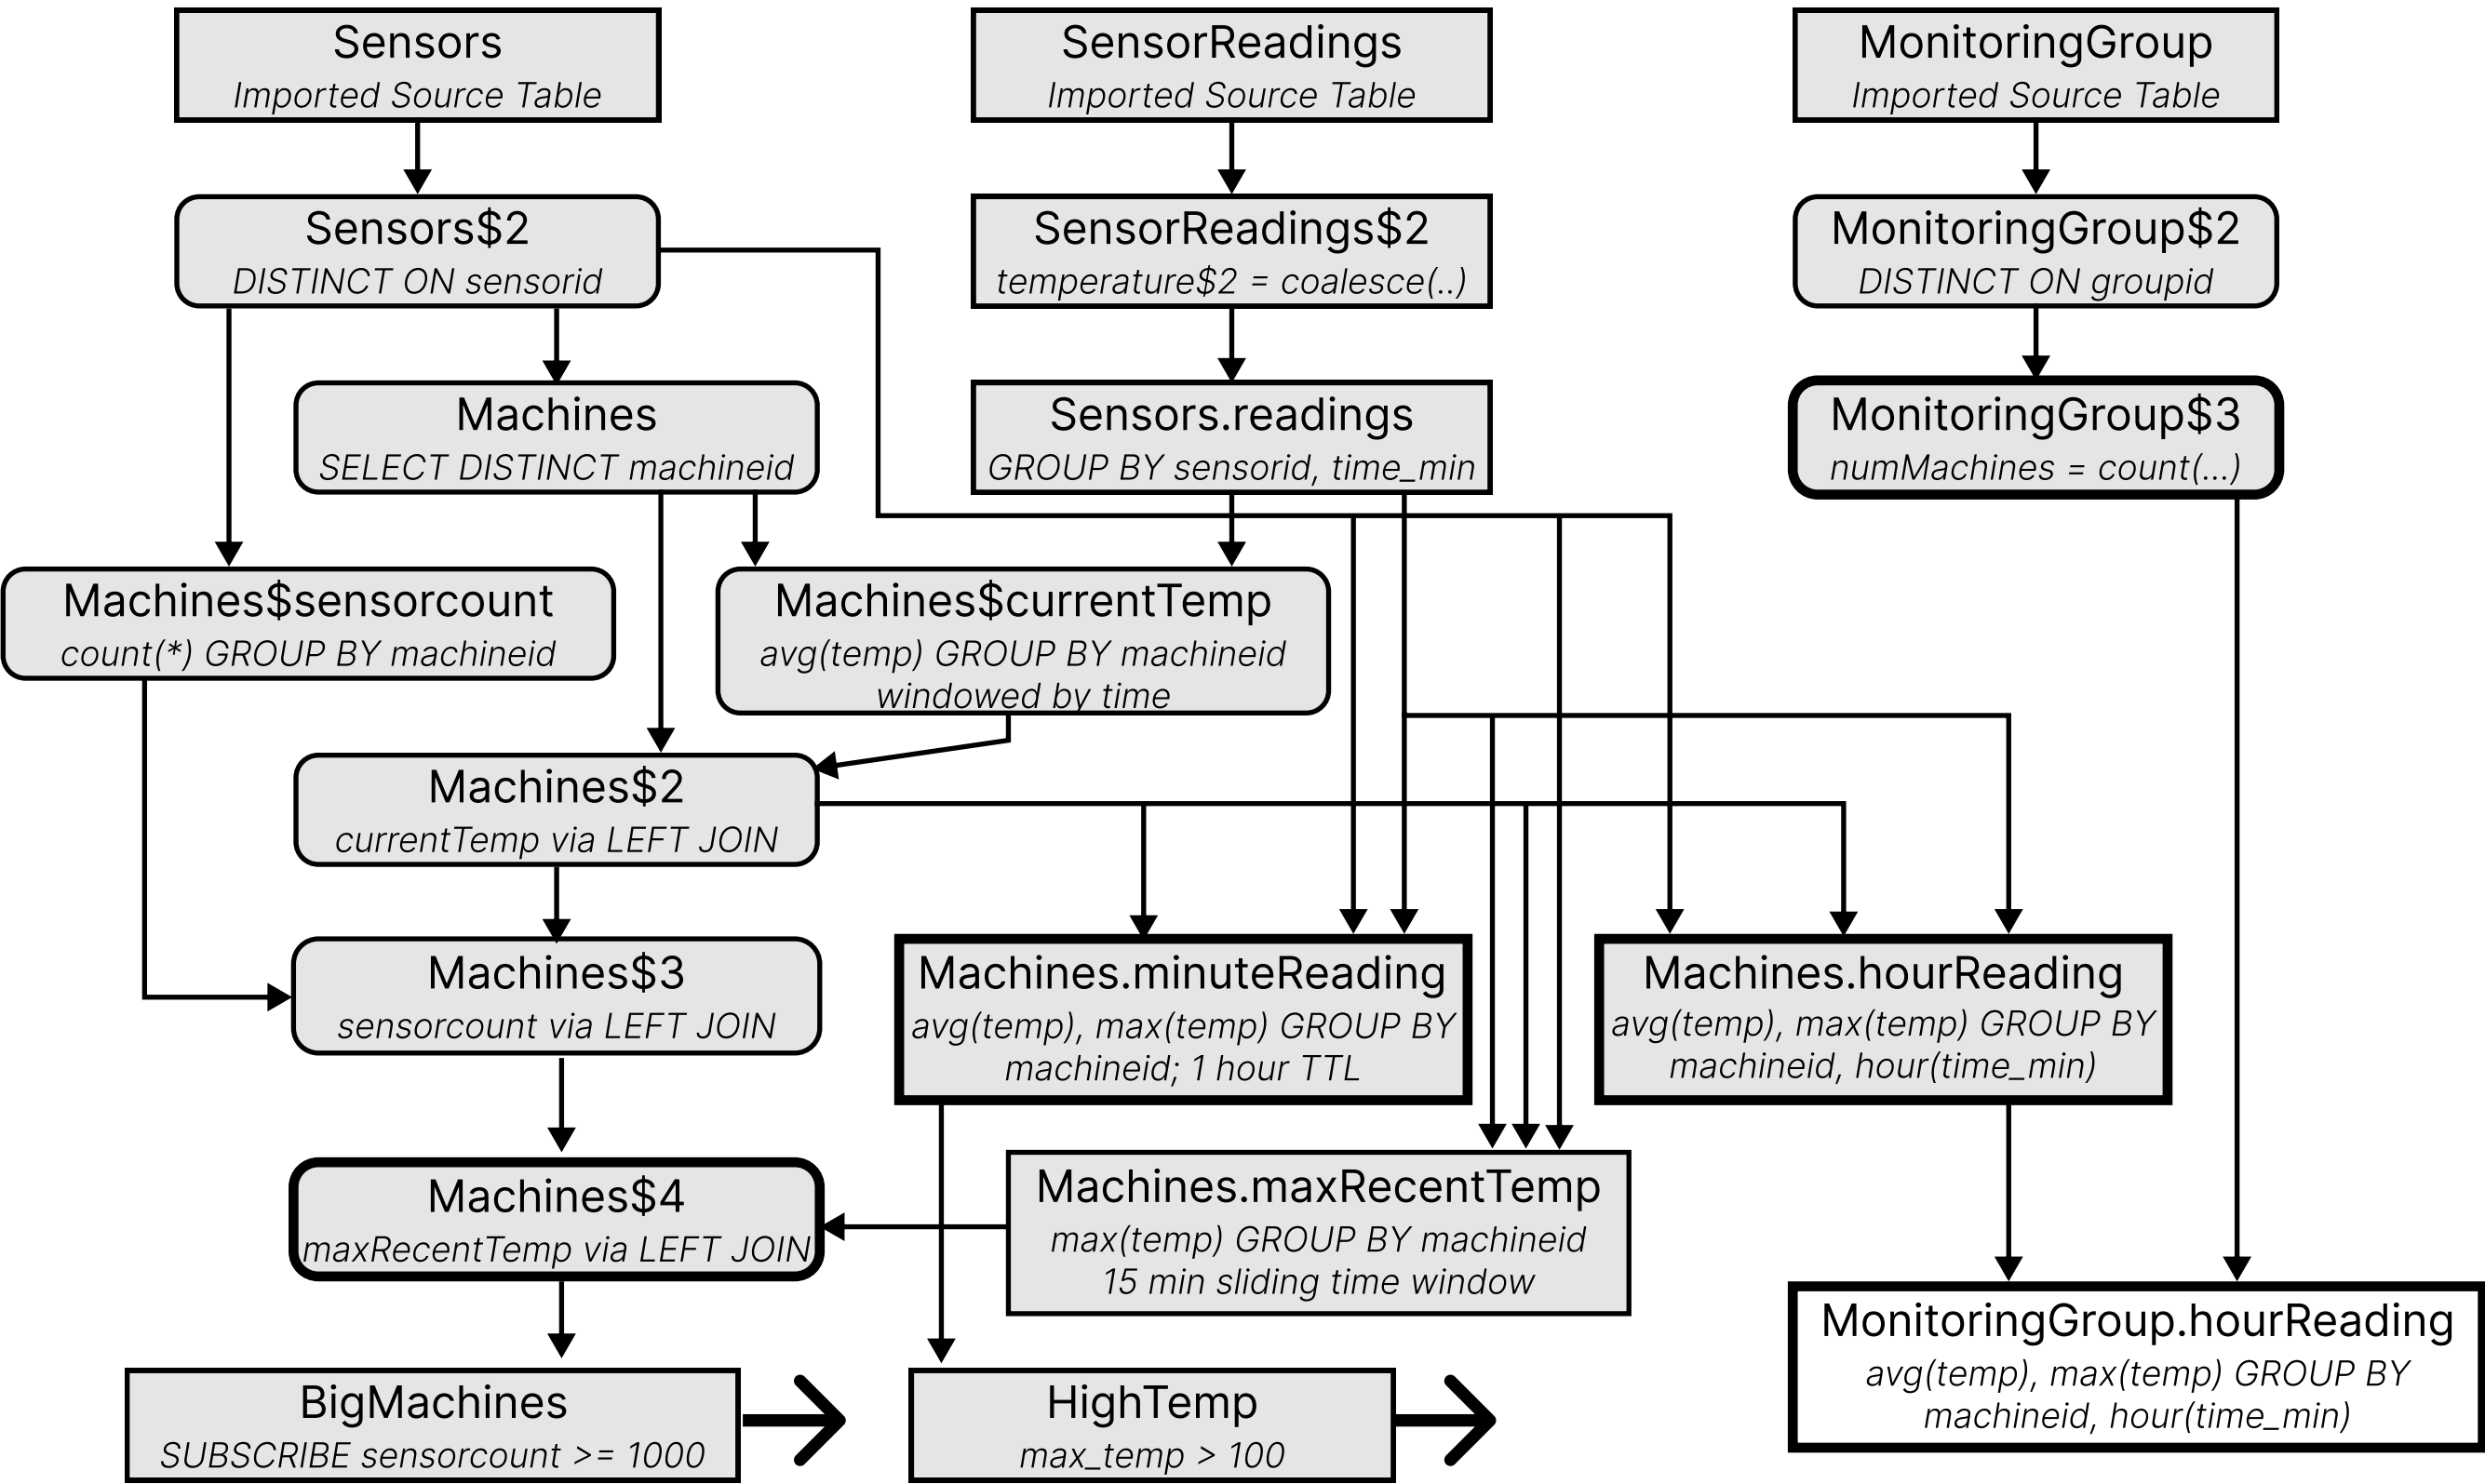 Sensors
Imported Source Table
SensorReadings
Imported Source Table
MonitoringGroup
Imported Source Table
Sensors$2
DISTINCT ON sensorid
SensorReadings$2
temperature$2 = coalesce(..)
MonitoringGroup$2
DISTINCT ON groupid
Machines
SELECT DISTINCT machineid
Sensors.readings
GROUP BY sensorid, time_min
MonitoringGroup$3
numMachines = count(...)
Machines$sensorcount
count(*) GROUP BY machineid
Machines$currentTemp
avg(temp) GROUP BY machineid
windowed by time
Machines$2
currentTemp via LEFT JOIN
Machines$3
sensorcount via LEFT JOIN
Machines.minuteReading
avg(temp), max(temp) GROUP BY
machineid; 1 hour TTL
Machines.hourReading
avg(temp), max(temp) GROUP BY
machineid, hour(time_min)
Machines$4
maxRecentTemp via LEFT JOIN
Machines.maxRecentTemp
max(temp) GROUP BY machineid
15 min sliding time window
MonitoringGroup.hourReading
avg(temp), max(temp) GROUP BY
machineid, hour(time_min)
BigMachines
SUBSCRIBE sensorcount >= 1000
HighTemp
max_temp > 100